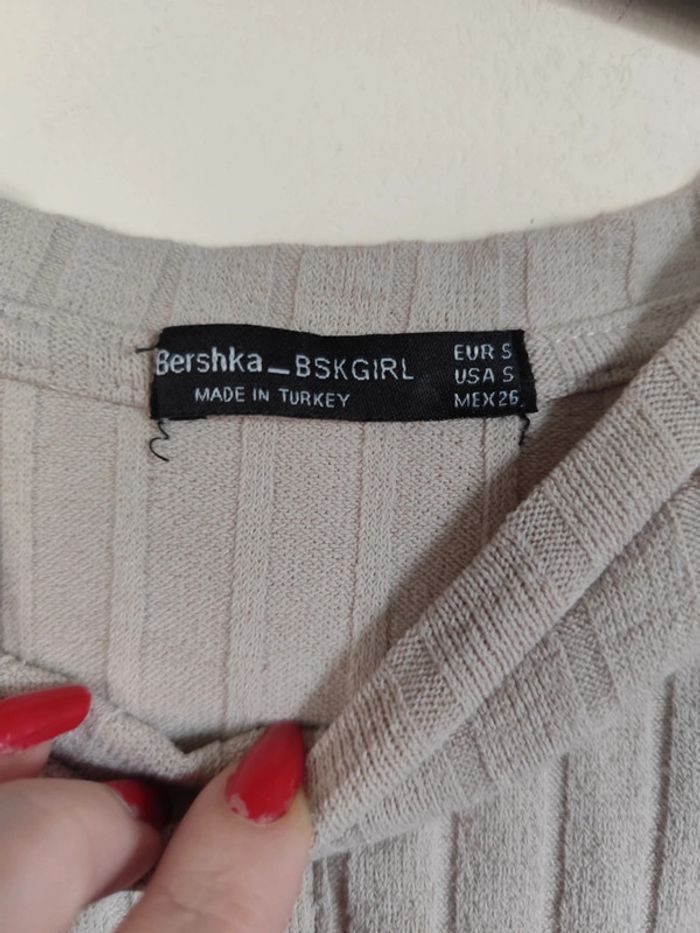 Bershka_BSKGIRL
MADE IN TURKEY
EUR S
USA S
MEX 26